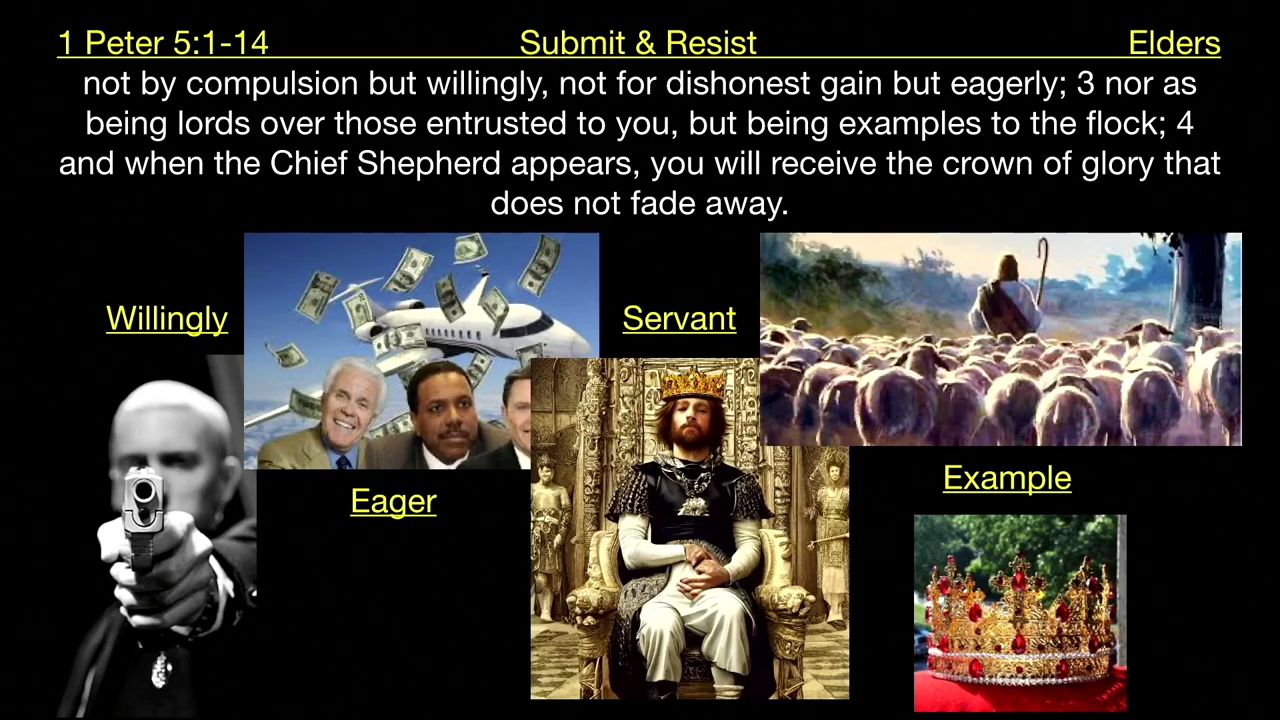 1 Peter 5:1-14 Submit & Resist Elders
not by compulsion but willingly, not for dishonest gain but eagerly; 3 nor as
being lords over those entrusted to you, but being examples to the flock; 4
and when the Chief Shepherd appears, you will receive the crown of glory that
does not fade away.
Willingly
Servant
Example
Eager